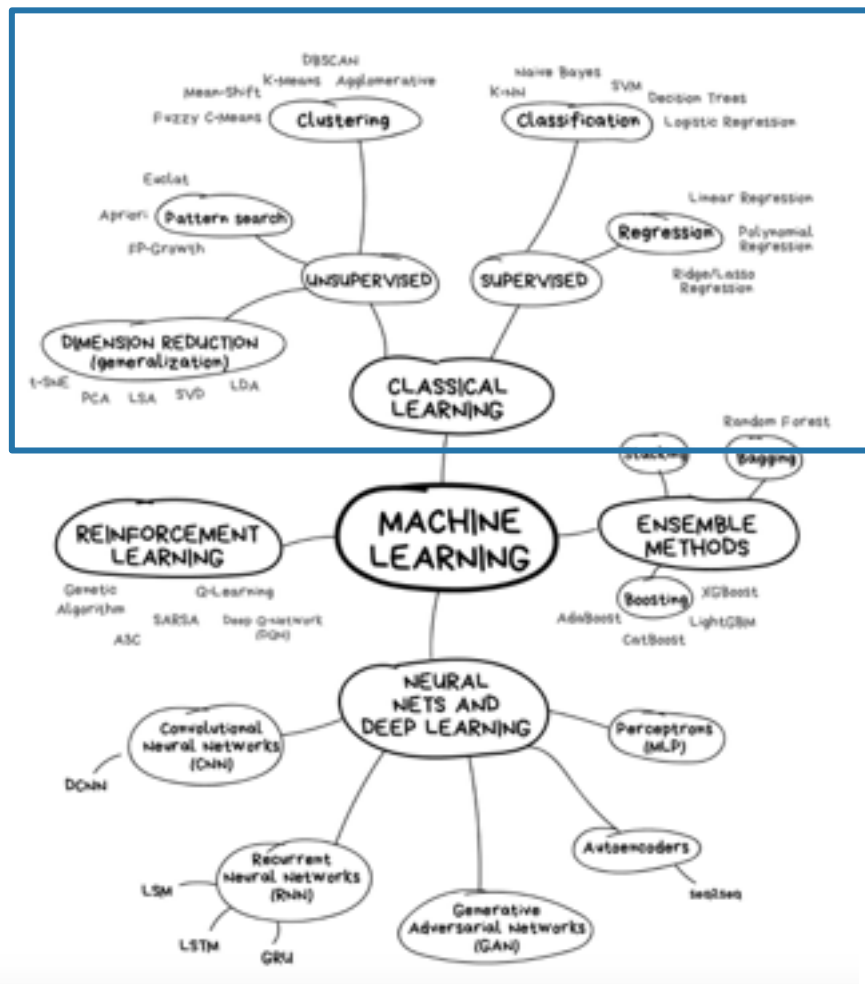 DBSCAN
K-Means Agglomerative
Mean-Shift
Fuzzy C-Means
Clustering
Naive Bayes
K-NN
SVM
Decision Trees
Logistic Regression
Classification
Euclat
Apriori
Pattern search
FP-Growth
Linear Regression
Regression
Polynomial
Regression
Ridge/Lasso
Regression
UNSUPERVISED
SUPERVISED
DIMENSION REDUCTION
(generalization)
t-SNE
PCA
LSA
SVD
LDA
CLASSICAL
LEARNING
Random Forest
Stacking
Bagging
MACHINE
LEARNING
REINFORCEMENT
LEARNING
ENSEMBLE
METHODS
Genetic
Algorithm
Q-Learning
SARSA
Deep Q-Network
(DQN)
A3C
Boosting
XGBoost
AdaBoost
LightGBM
CatBoost
NEURAL
NETS AND
DEEP LEARNING
Convolutional
Neural Networks
(CNN)
DCNN
Perceptrons
(MLP)
Recurrent
Neural Networks
(RNN)
LSM
LSTM
GRU
Generative
Adversarial Networks
(GAN)
Autoencoders
seq2seq